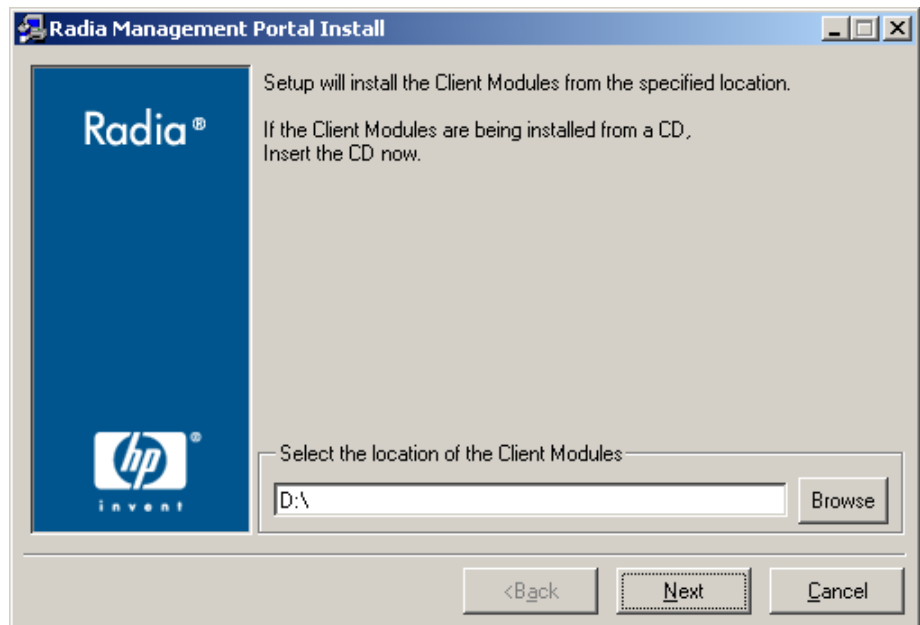 Radia Management Portal Install
Radia®
Setup will install the Client Modules from the specified location.
If the Client Modules are being installed from a CD,
Insert the CD now.
hp®
invent
Select the location of the Client Modules
D:\
Browse
<Back
Next
Cancel